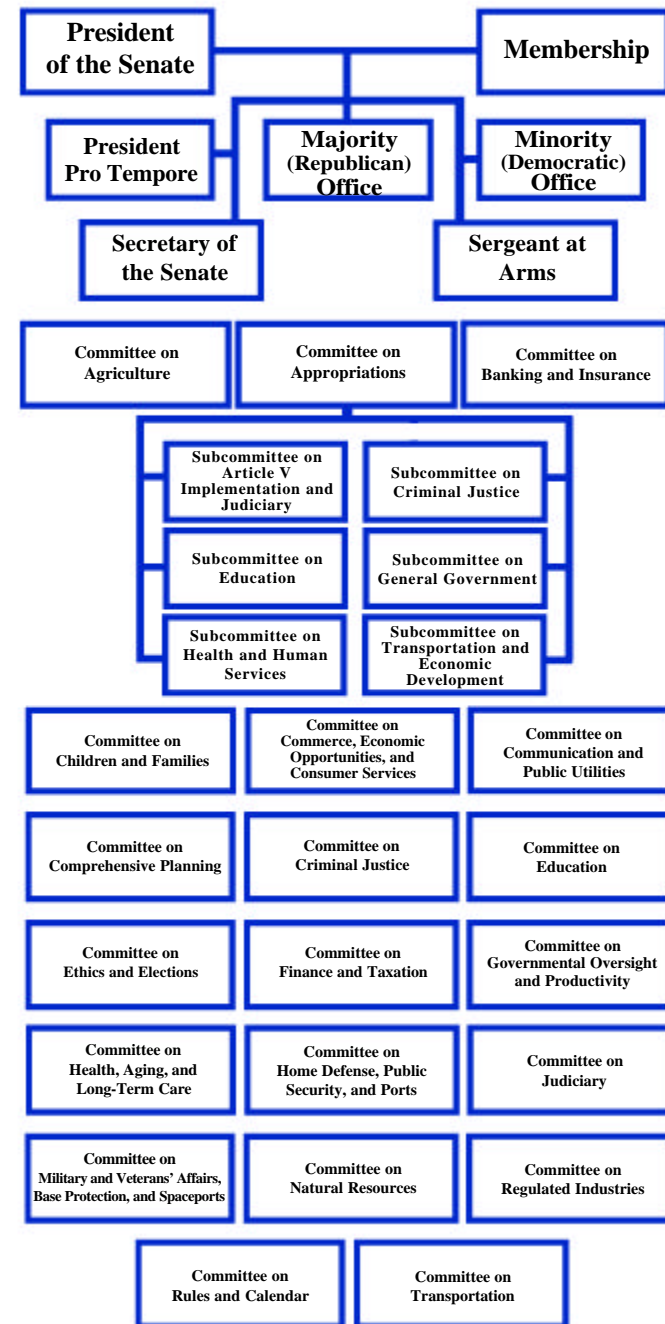 President
of the Senate
Membership
President
Pro Tempore
Majority
(Republican)
Office
Minority
(Democratic)
Office
Secretary of
the Senate
Sergeant at
Arms
Committee on
Agriculture
Committee on
Appropriations
Committee on
Banking and Insurance
Subcommittee on
Article V
Implementation and
Judiciary
Subcommittee on
Criminal Justice
Subcommittee on
Education
Subcommittee on
General Government
Subcommittee on
Health and Human
Services
Subcommittee on
Transportation and
Economic
Development
Committee on
Children and Families
Committee on
Commerce, Economic
Opportunities, and
Consumer Services
Committee on
Communication and
Public Utilities
Committee on
Comprehensive Planning
Committee on
Criminal Justice
Committee on
Education
Committee on
Ethics and Elections
Committee on
Finance and Taxation
Committee on
Governmental Oversight
and Productivity
Committee on
Health, Aging, and
Long-Term Care
Committee on
Home Defense, Public
Security, and Ports
Committee on
Judiciary
Committee on
Military and Veterans’ Affairs,
Base Protection, and Spaceports
Committee on
Natural Resources
Committee on
Regulated Industries
Committee on
Rules and Calendar
Committee on
Transportation